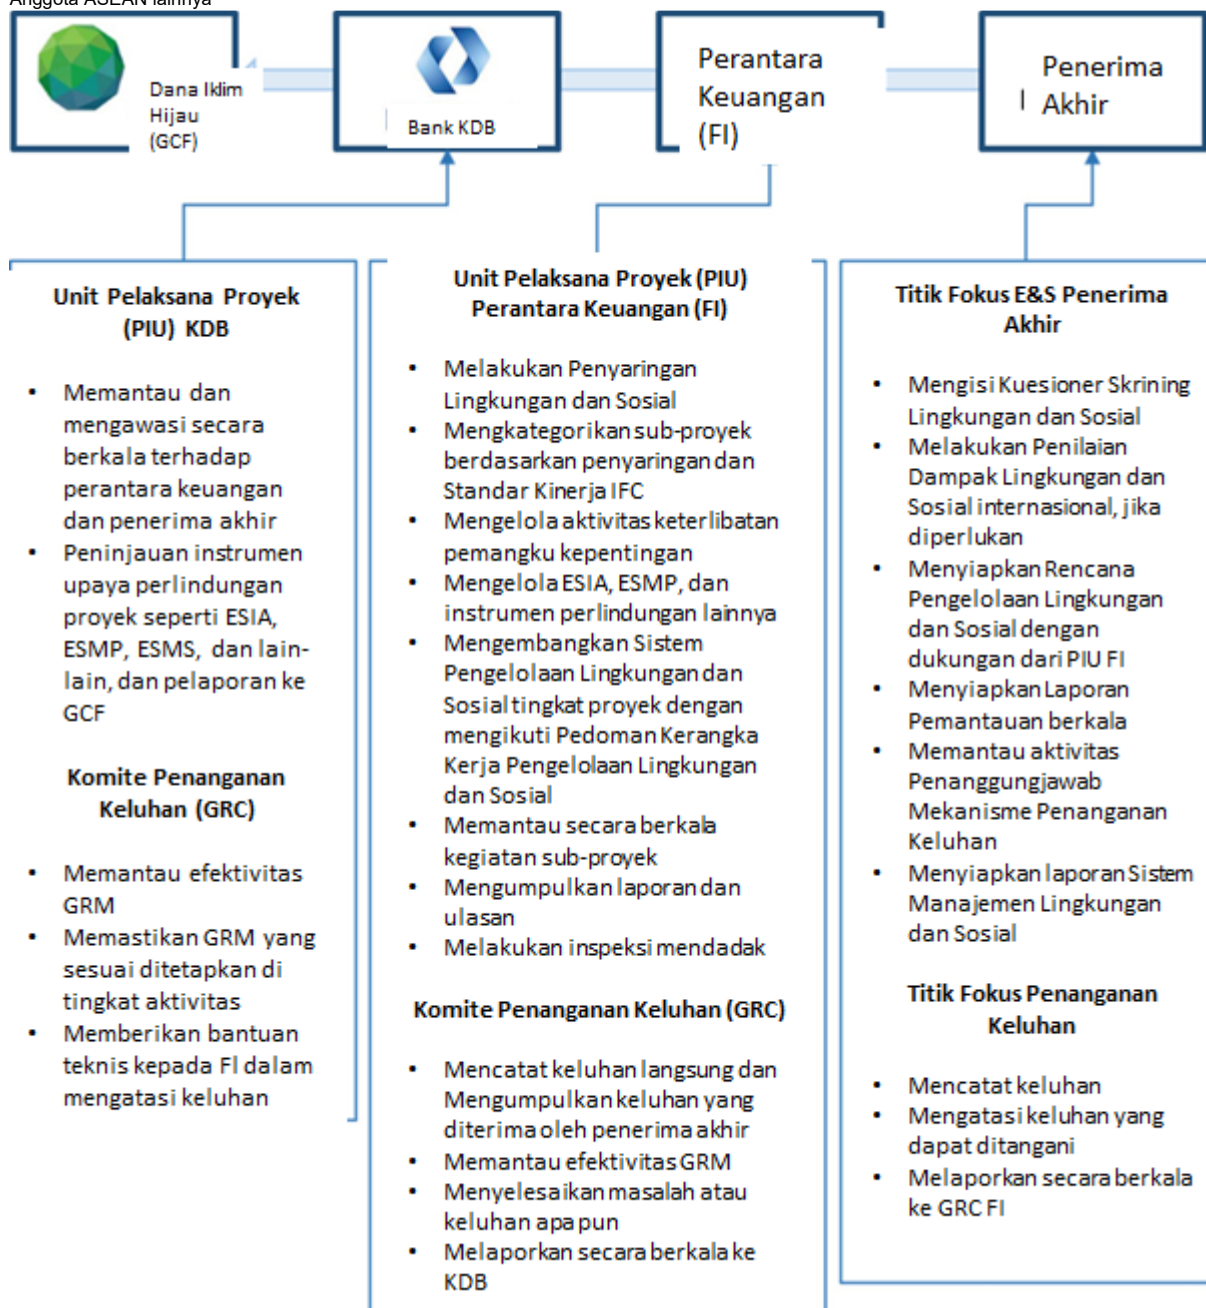 Anggota ASEAN lainnya
Dana Iklim
Hijau
(GCF)
Bank KDB
Perantara
Keuangan
(FI)
Penerima
Akhir
Unit Pelaksana Proyek
(PIU) KDB
• Memantau dan
mengawasi secara
berkala terhadap
perantara keuangan
dan penerima akhir
• Peninjauan instrumen
upaya perlindungan
proyek seperti ESIA,
ESMP, ESMS, dan lain-
lain, dan pelaporan ke
GCF
Komite Penanganan
Keluhan (GRC)
• Memantau efektivitas
GRM
• Memastikan GRM yang
sesuai ditetapkan di
tingkat aktivitas
• Memberikan bantuan
teknis kepada FI dalam
mengatasi keluhan
Unit Pelaksana Proyek (PIU)
Perantara Keuangan (FI)
• Melakukan Penyaringan
Lingkungan dan Sosial
• Mengkategorikan sub-proyek
berdasarkan penyaringan dan
Standar Kinerja IFC
• Mengelola aktivitas keterlibatan
pemangku kepentingan
• Mengelola ESIA, ESMP, dan
instrumen perlindungan lainnya
• Mengembangkan Sistem
Pengelolaan Lingkungan dan
Sosial tingkat proyek dengan
mengikuti Pedoman Kerangka
Kerja Pengelolaan Lingkungan
dan Sosial
• Memantau secara berkala
kegiatan sub-proyek
• Mengumpulkan laporan dan
ulasan
• Melakukan inspeksi mendadak
Komite Penanganan Keluhan (GRC)
• Mencatat keluhan langsung dan
Mengumpulkan keluhan yang
diterima oleh penerima akhir
• Memantau efektivitas GRM
• Menyelesaikan masalah atau
keluhan apa pun
• Melaporkan secara berkala ke
KDB
Titik Fokus E&S Penerima
Akhir
• Mengisi Kuesioner Skrining
Lingkungan dan Sosial
• Melakukan Penilaian
Dampak Lingkungan dan
Sosial internasional, jika
diperlukan
• Menyiapkan Rencana
Pengelolaan Lingkungan
dan Sosial dengan
dukungan dari PIU FI
• Menyiapkan Laporan
Pemantauan berkala
• Memantau aktivitas
Penanggungjawab
Mekanisme Penanganan
Keluhan
• Menyiapkan laporan Sistem
Manajemen Lingkungan
dan Sosial
Titik Fokus Penanganan
Keluhan
• Mencatat keluhan
• Mengatasi keluhan yang
dapat ditangani
• Melaporkan secara berkala
ke GRC FI